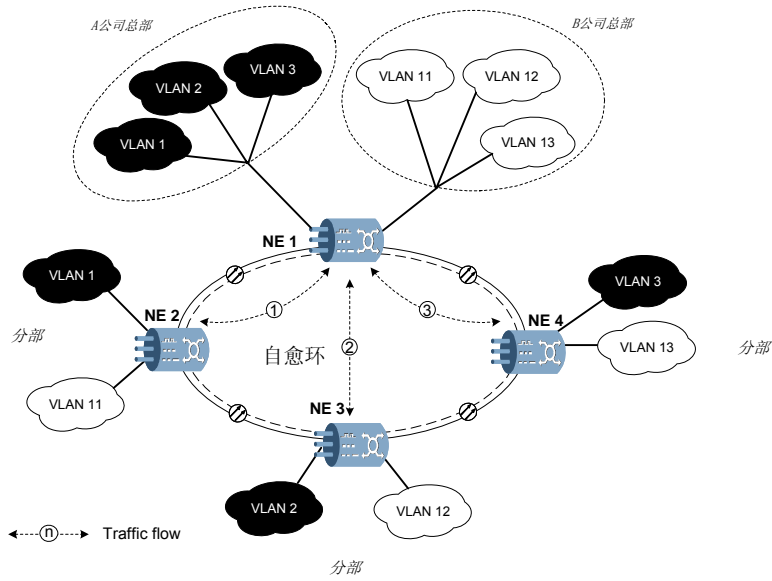 A公司总部
B公司总部
VLAN 3
VLAN 2
VLAN 1
VLAN 11
VLAN 12
VLAN 13
NE 1
VLAN 1
NE 2
分部
VLAN 11
①
②
③
自愈环
VLAN 3
NE 4
VLAN 13
分部
NE 3
VLAN 2
VLAN 12
分部
n Traffic flow